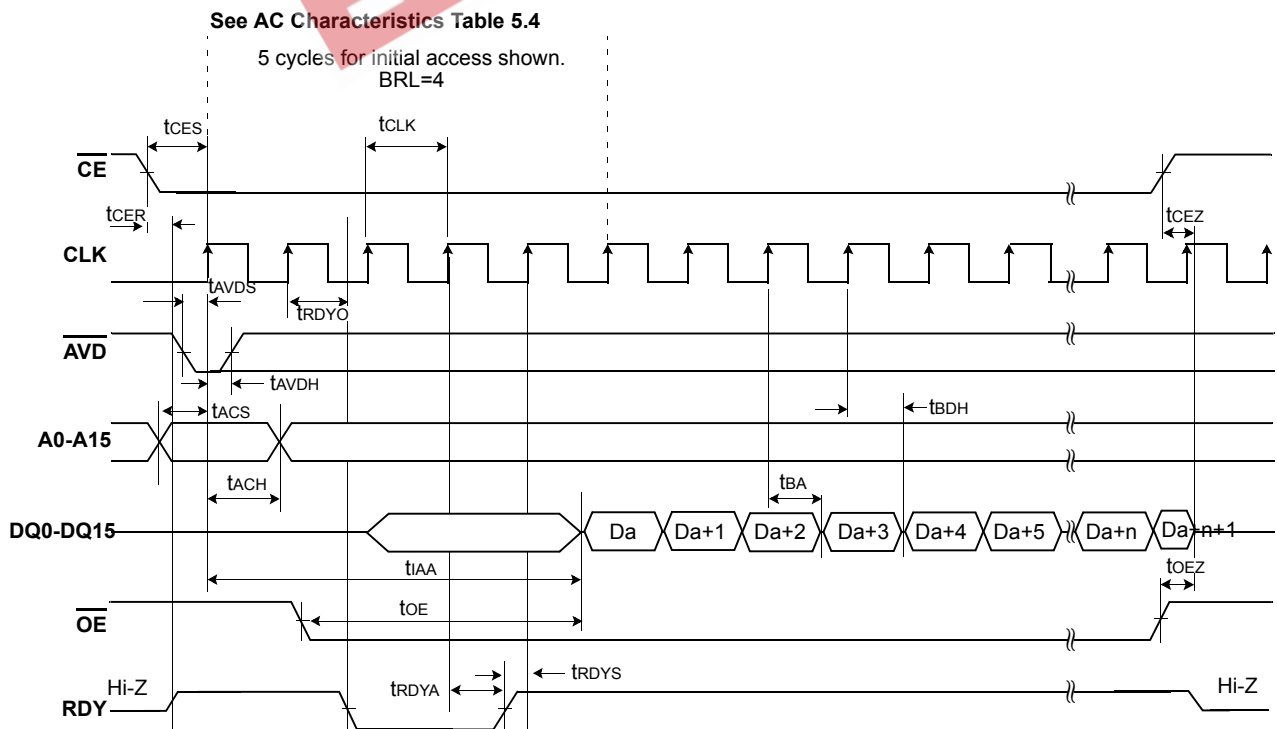 See AC Characteristics Table 5.4
5 cycles for initial access shown.
BRL=4
tCES
tCLK
CE
tCER
tCEZ
CLK
tAVDS
tRDYO
AVD
tAVDH
tACS
tBDH
A0-A15
tACH
tBA
DQ0-DQ15
Da
Da+1
Da+2
Da+3
Da+4
Da+5
Da+n
Da+n+1
tIAA
tOEZ
tOE
OE
tRDYS
Hi-Z
tRDYA
Hi-Z
RDY